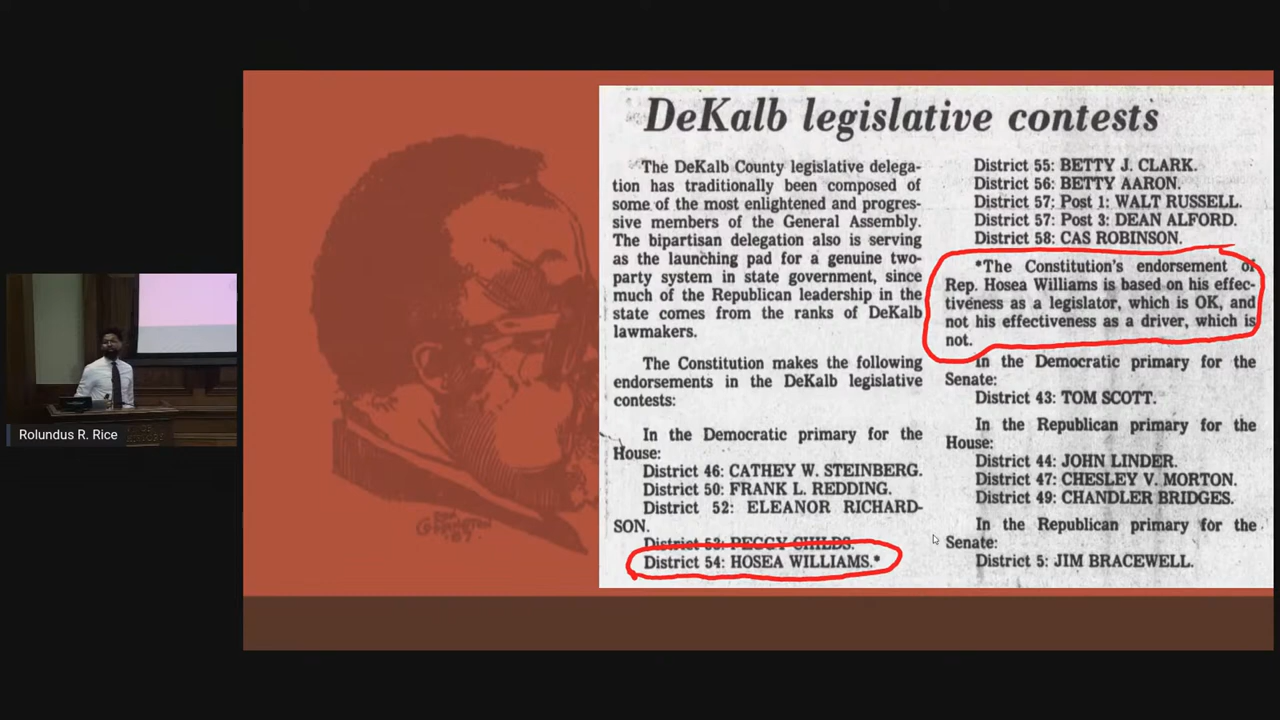 DeKalb legislative contests
The DeKalb County legislative delega-
tion has traditionally been composed of
some of the most enlightened and progres-
sive members of the General Assembly.
The bipartisan delegation also is serving
as the launching pad for a genuine two-
party system in state government, since
much of the Republican leadership in the
state comes from the ranks of DeKalb
lawmakers.
The Constitution makes the following
endorsements in the DeKalb legislative
contests:
In the Democratic primary for the
House:
District 46: CATHEY W. STEINBERG.
District 50: FRANK L. REDDING.
District 52: ELEANOR RICHARD-
SON.
District 53: PEGGY CHILDS.
District 54: HOSEA WILLIAMS.*
District 55: BETTY J. CLARK.
District 56: BETTY AARON.
District 57: Post 1: WALT RUSSELL.
District 57: Post 3: DEAN ALFORD.
District 58: CAS ROBINSON.
*The Constitution's endorsement of
Rep. Hosea Williams is based on his effec-
tiveness as a legislator, which is OK, and
not his effectiveness as a driver, which is
not.
In the Democratic primary for the
Senate:
District 43: TOM SCOTT.
In the Republican primary for the
House:
District 44: JOHN LINDER.
District 47: CHESLEY V. MORTON.
District 49: CHANDLER BRIDGES.
In the Republican primary for the
Senate:
District 5: JIM BRACEWELL.
Rolundus R. Rice
'87